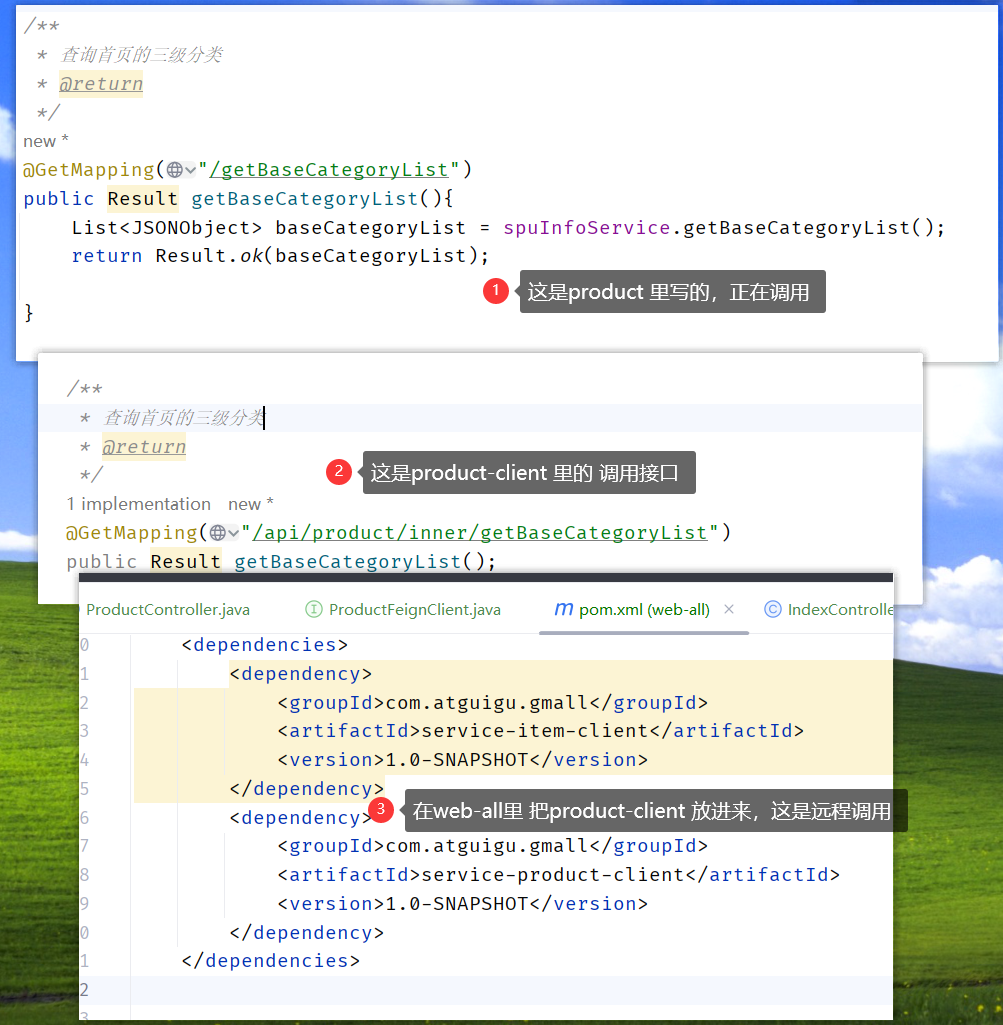 /**
* 查询首页的三级分类
* @return
*/
new *
@GetMapping("/getBaseCategoryList")
public Result getBaseCategoryList(){
List<JSONObject> baseCategoryList = spuInfoService.getBaseCategoryList();
return Result.ok(baseCategoryList);
1 这是product 里写的，正在调用
}
/**
* 查询首页的三级分类
* @return
*/
2 这是product-client 里的 调用接口
1 implementation new *
@GetMapping("/api/product/inner/getBaseCategoryList")
public Result getBaseCategoryList();
ProductController.java ProductFeignClient.java m pom.xml (web-all) × IndexControlle
0 <dependencies>
1 <dependency>
2 <groupId>com.atguigu.gmall</groupId>
3 <artifactId>service-item-client</artifactId>
4 <version>1.0-SNAPSHOT</version>
5 </dependency>
3 在web-all里 把product-client 放进来，这是远程调用
6 <dependency>
7 <groupId>com.atguigu.gmall</groupId>
8 <artifactId>service-product-client</artifactId>
9 <version>1.0-SNAPSHOT</version>
0 </dependency>
1 </dependencies>
2
3